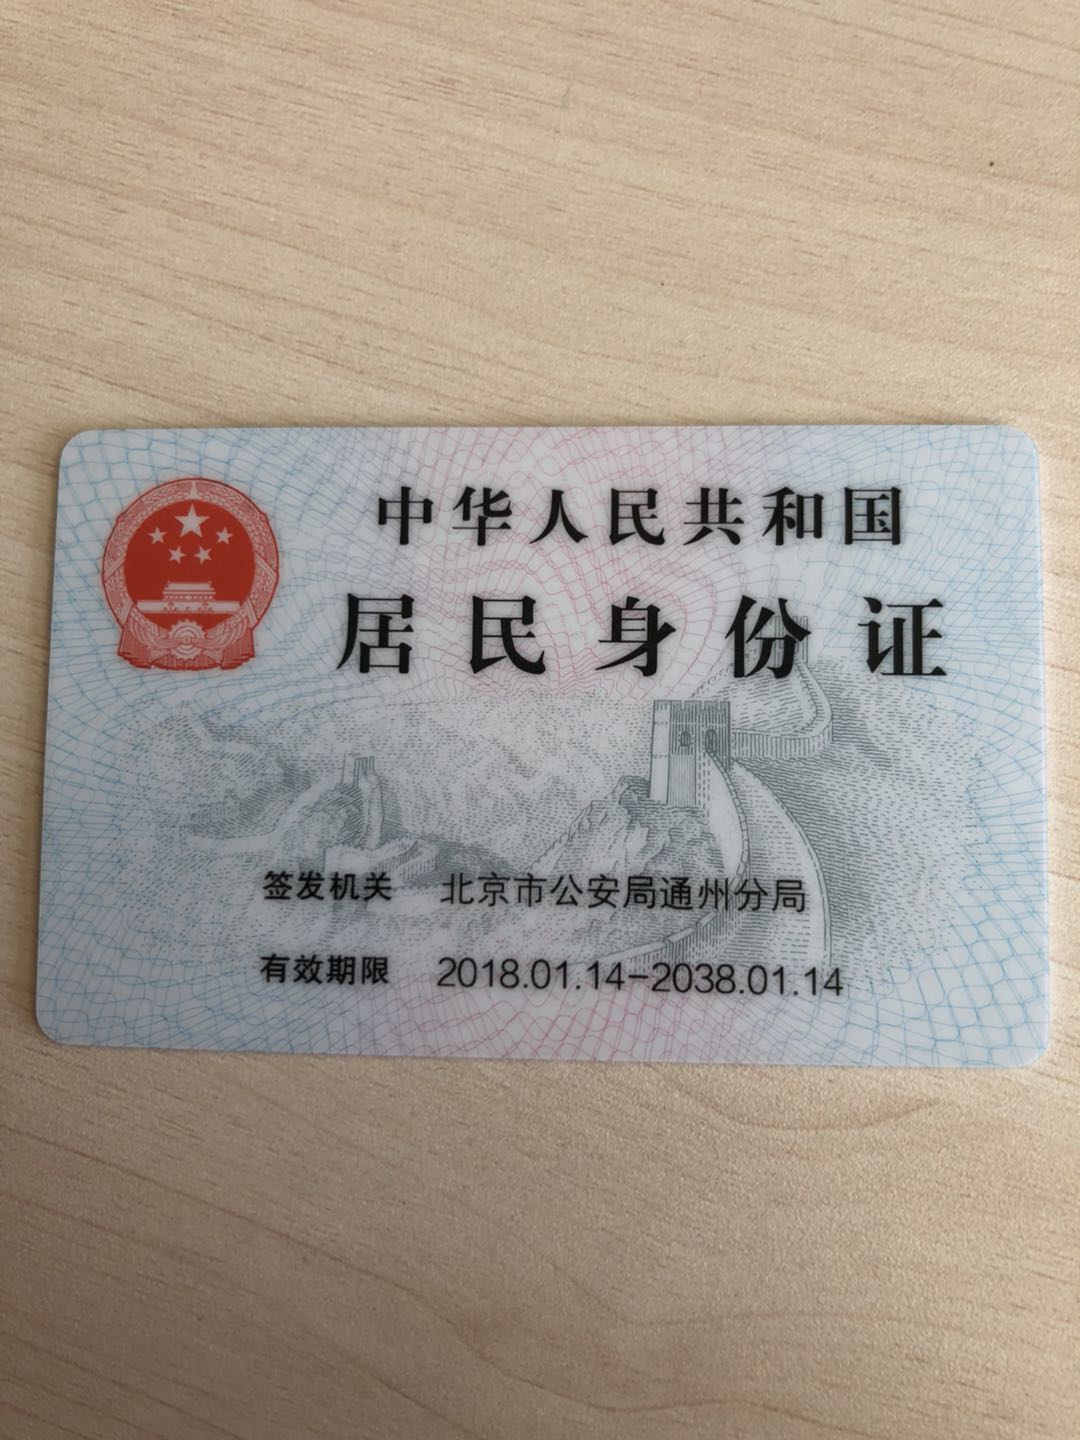 中华人民共和国
居民身份证
签发机关 北京市公安局通州分局
有效期限 2018.01.14-2038.01.14